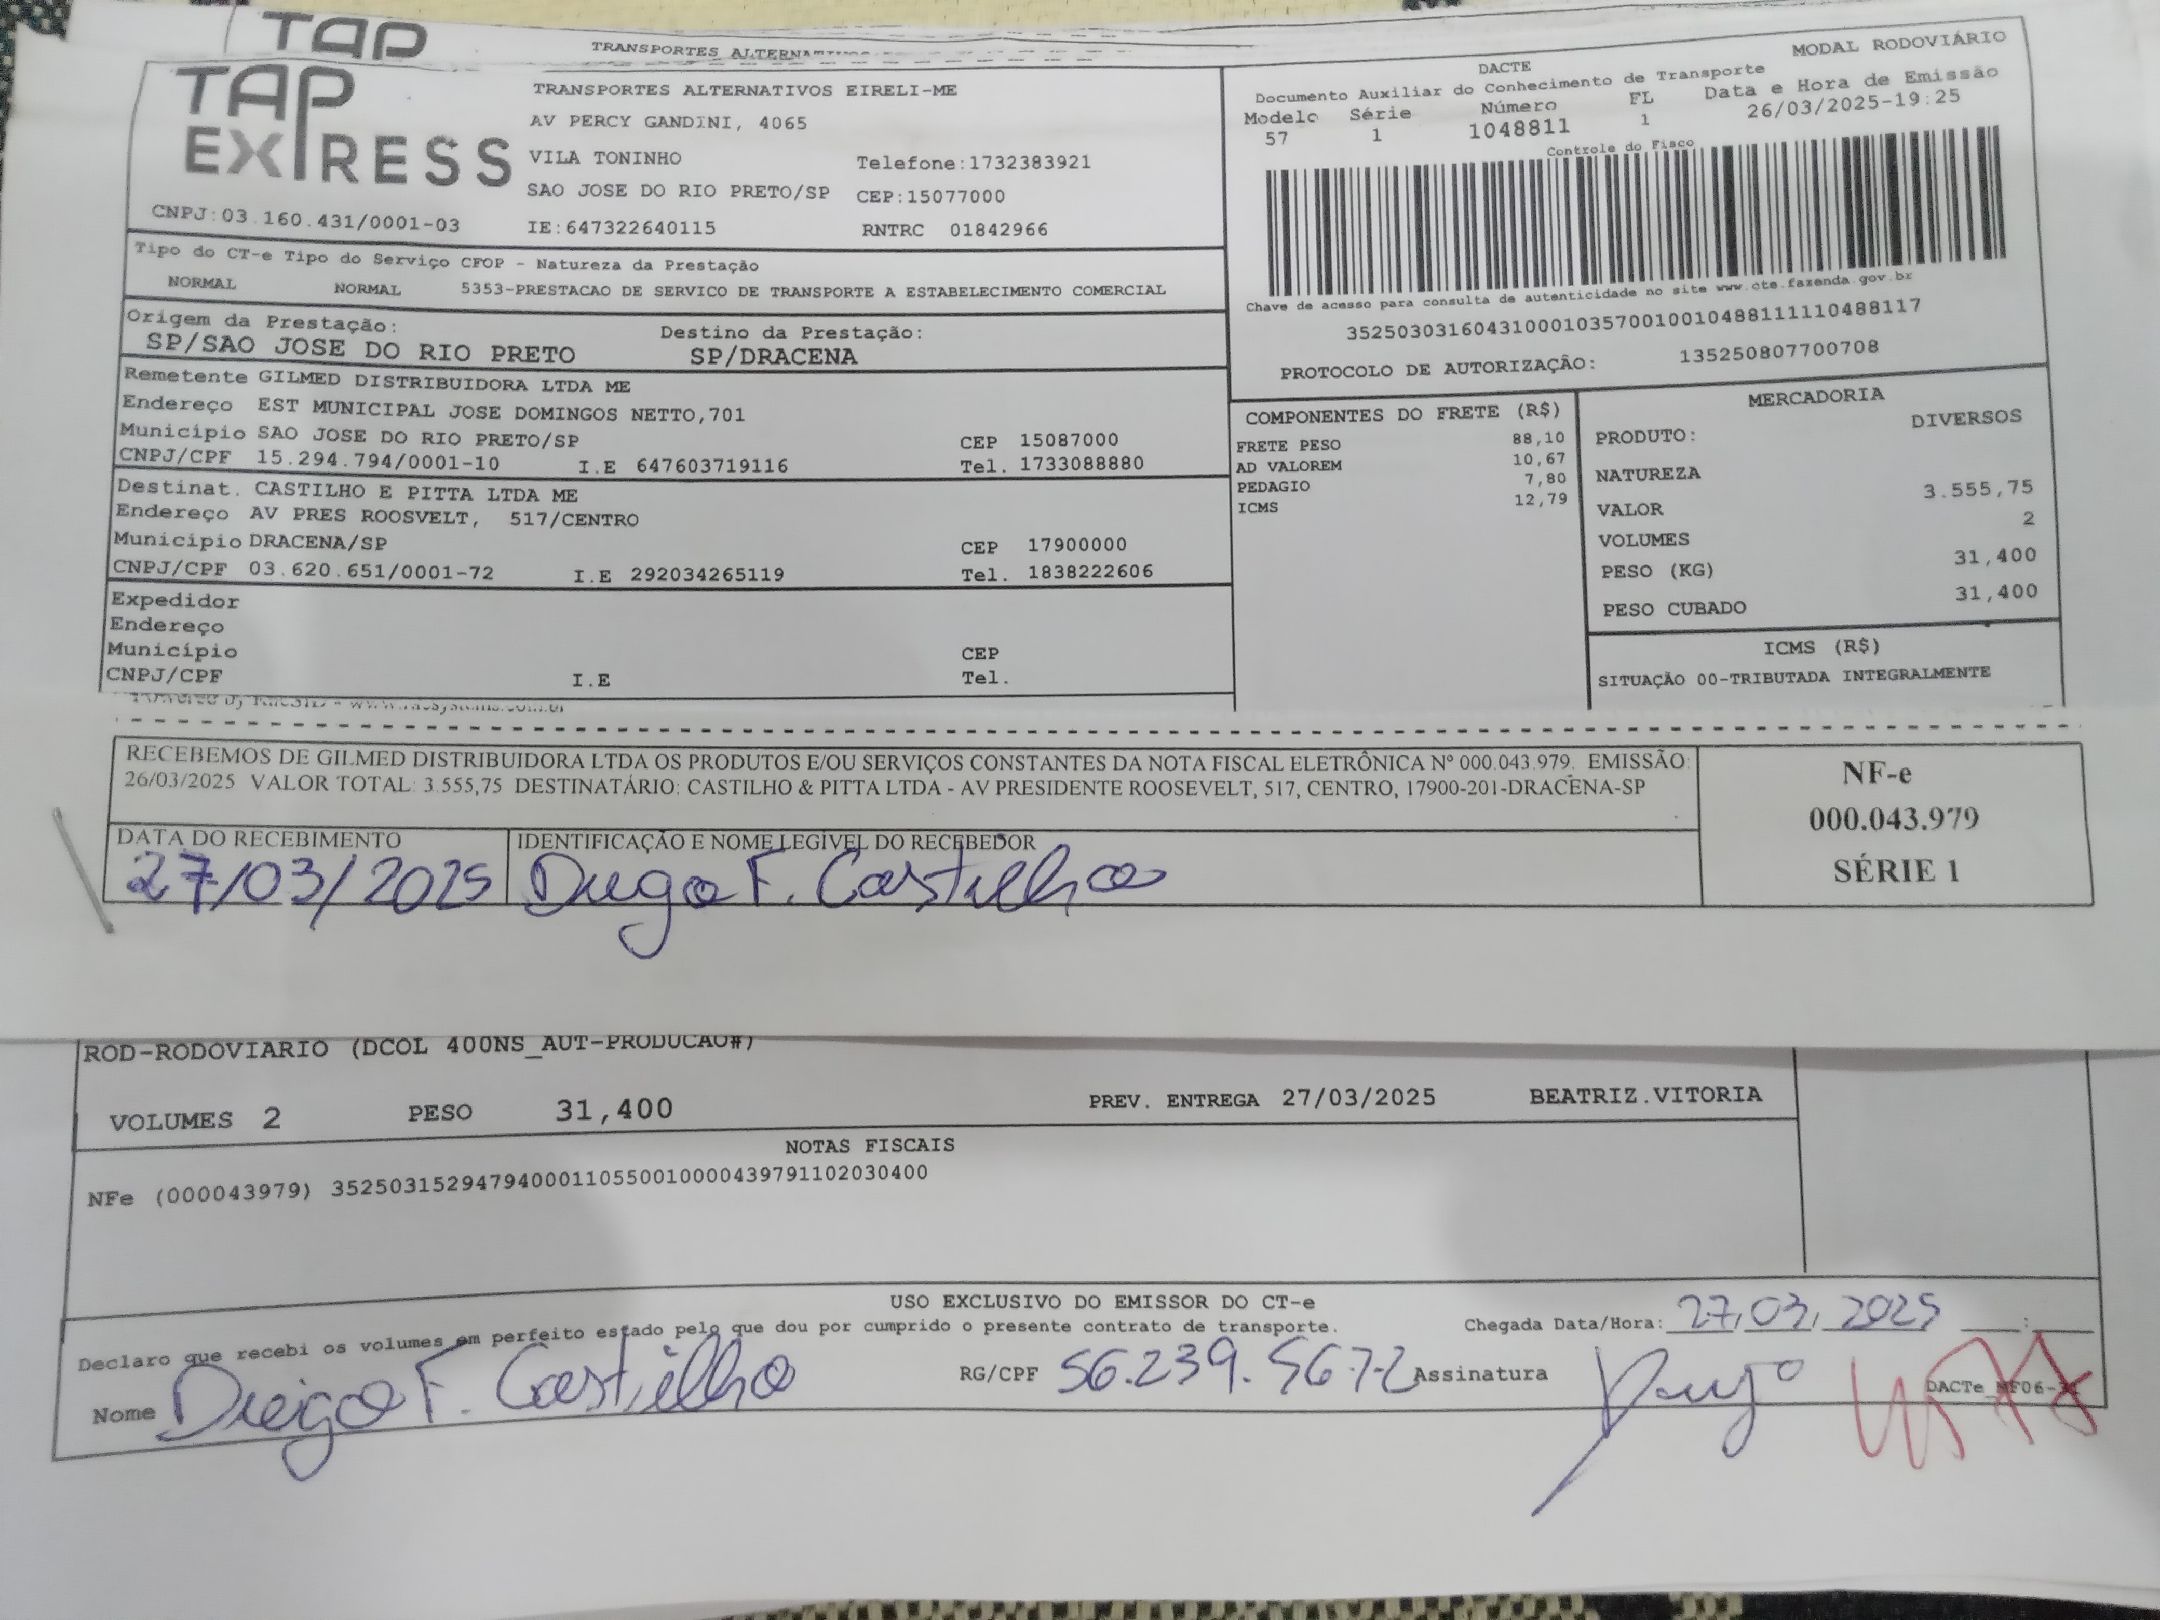 TAP
TRANSPORTES
TAP
EXPRESS
TRANSPORTES ALTERNATIVOS EIRELI-ME
AV PERCY GANDINI, 4065
VILA TONINHO
Telefone:1732383921
SAO JOSE DO RIO PRETO/SP
CEP:15077000
CNPJ:03.160.431/0001-03
IE:647322640115
RNTRC 01842966
MODAL RODOVIÁRIO
DACTE
Documento Auxiliar do Conhecimento de Transporte
Modelo Série Número FL Data e Hora de Emissão
57 1 1048811 1 26/03/2025-19:25
Controle do Fisco
Chave de acesso para consulta de autenticidade no site www.cte.fazenda.gov.br
35250303160431000103570010010488111110488117
PROTOCOLO DE AUTORIZAÇÃO: 135250807700708
Tipo do CT-e Tipo do Serviço CFOP - Natureza da Prestação
NORMAL NORMAL 5353-PRESTACAO DE SERVICO DE TRANSPORTE A ESTABELECIMENTO COMERCIAL
Origem da Prestação: Destino da Prestação:
SP/SAO JOSE DO RIO PRETO SP/DRACENA
Remetente GILMED DISTRIBUIDORA LTDA ME
Endereço EST MUNICIPAL JOSE DOMINGOS NETTO,701
Município SAO JOSE DO RIO PRETO/SP CEP 15087000
CNPJ/CPF 15.294.794/0001-10 I.E 647603719116 Tel. 1733088880
Destinat. CASTILHO E PITTA LTDA ME
Endereço AV PRES ROOSVELT, 517/CENTRO
Município DRACENA/SP CEP 17900000
CNPJ/CPF 03.620.651/0001-72 I.E 292034265119 Tel. 1838222606
Expedidor
Endereço
Município CEP
CNPJ/CPF I.E Tel.
COMPONENTES DO FRETE (R$)
FRETE PESO 88,10
AD VALOREM 10,67
PEDAGIO 7,80
ICMS 12,79
MERCADORIA
PRODUTO: DIVERSOS
NATUREZA
VALOR 3.555,75
VOLUMES 2
PESO (KG) 31,400
PESO CUBADO 31,400
ICMS (R$)
SITUAÇÃO 00-TRIBUTADA INTEGRALMENTE
RECEBEMOS DE GILMED DISTRIBUIDORA LTDA OS PRODUTOS E/OU SERVIÇOS CONSTANTES DA NOTA FISCAL ELETRÔNICA Nº 000.043.979. EMISSÃO:
26/03/2025 VALOR TOTAL: 3.555,75 DESTINATÁRIO: CASTILHO & PITTA LTDA - AV PRESIDENTE ROOSEVELT, 517, CENTRO, 17900-201-DRACENA-SP
DATA DO RECEBIMENTO IDENTIFICAÇÃO E NOME LEGÍVEL DO RECEBEDOR
27/03/2025 Diego F. Castilho
NF-e
000.043.979
SÉRIE 1
ROD-RODOVIARIO (DCOL 400NS_AUT-PRODUCAO#)
VOLUMES 2 PESO 31,400 PREV. ENTREGA 27/03/2025 BEATRIZ.VITORIA
NOTAS FISCAIS
NFe (000043979) 35250315294794000110550010000439791102030400
USO EXCLUSIVO DO EMISSOR DO CT-e
Declaro que recebi os volumes em perfeito estado pelo que dou por cumprido o presente contrato de transporte. Chegada Data/Hora: 27/03/2025 :
Nome Diego F. Castilho RG/CPF 56.239.567-2 Assinatura Diego